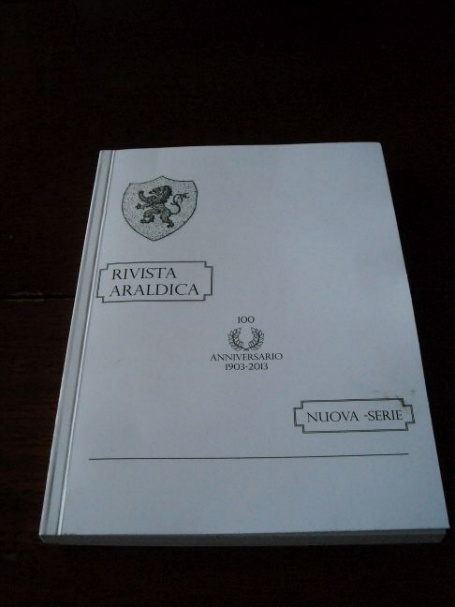 RIVISTA
ARALDICA
100
ANNIVERSARIO
1903-2013
NUOVA -SERIE